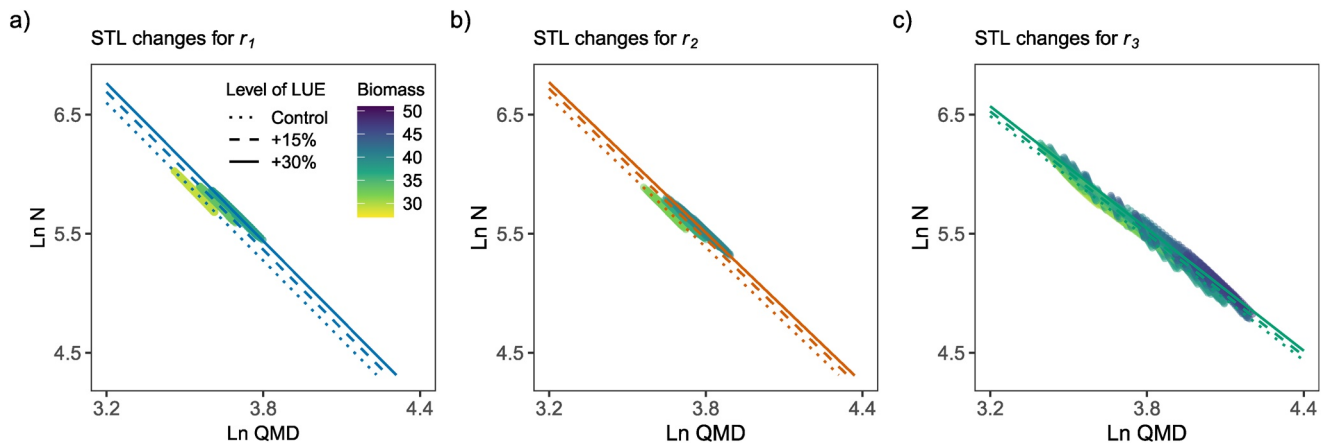 a)
STL changes for r1
Level of LUE
Control
+15%
+30%
Biomass
50
45
40
35
30
6.5
5.5
4.5
Ln N
3.2
3.8
4.4
Ln QMD
b)
STL changes for r2
6.5
5.5
4.5
Ln N
3.2
3.8
4.4
Ln QMD
c)
STL changes for r3
6.5
5.5
4.5
Ln N
3.2
3.8
4.4
Ln QMD